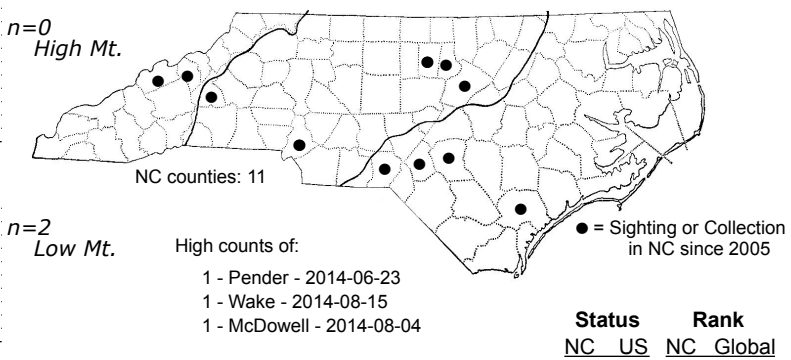 n=0
High Mt.
NC counties: 11
n=2
Low Mt.
● = Sighting or Collection
in NC since 2005
High counts of:
1 - Pender - 2014-06-23
1 - Wake - 2014-08-15
1 - McDowell - 2014-08-04
Status Rank
NC US NC Global